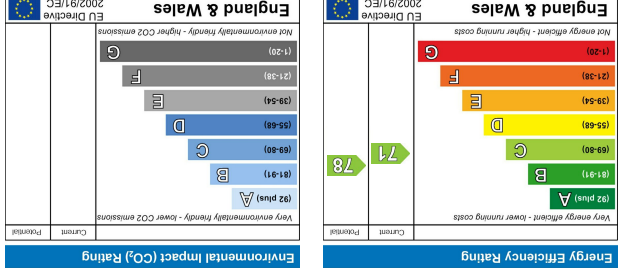 Energy Efficiency Rating
Current
Potential
Very energy efficient - lower running costs
(92 plus) A
(81-91) B
(69-80) C
(55-68) D
(39-54) E
(21-38) F
(1-20) G
71
78
Not energy efficient - higher running costs
England & Wales
EU Directive
2002/91/EC
Environmental Impact (CO₂) Rating
Current
Potential
Very environmentally friendly - lower CO2 emissions
(92 plus) A
(81-91) B
(69-80) C
(55-68) D
(39-54) E
(21-38) F
(1-20) G
Not environmentally friendly - higher CO2 emissions
England & Wales
EU Directive
2002/91/EC